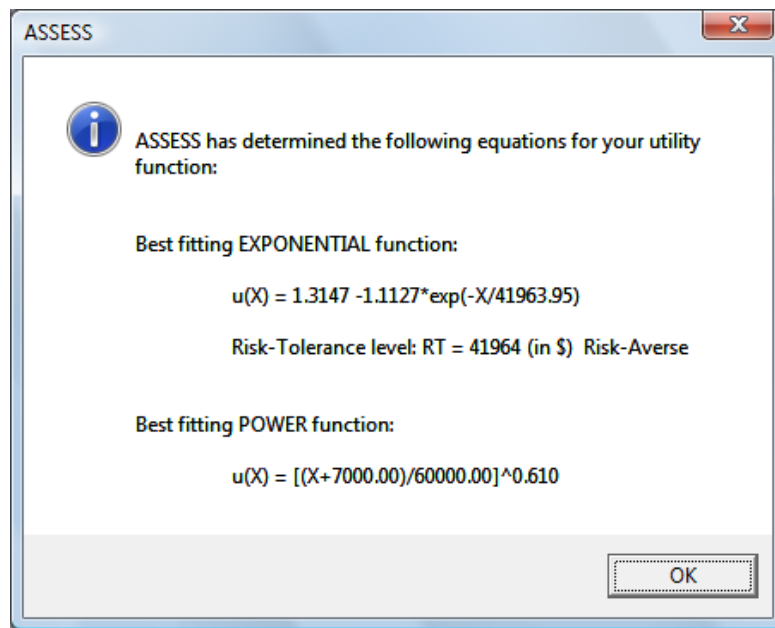 ASSESS
ASSESS has determined the following equations for your utility
function:
Best fitting EXPONENTIAL function:
u(X) = 1.3147 -1.1127*exp(-X/41963.95)
Risk-Tolerance level: RT = 41964 (in $)  Risk-Averse
Best fitting POWER function:
u(X) = [(X+7000.00)/60000.00]^0.610
OK